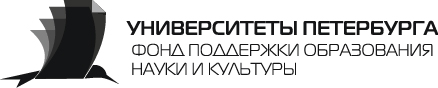 УНИВЕРСИТЕТЫ ПЕТЕРБУРГА
ФОНД ПОДДЕРЖКИ ОБРАЗОВАНИЯ
НАУКИ И КУЛЬТУРЫ